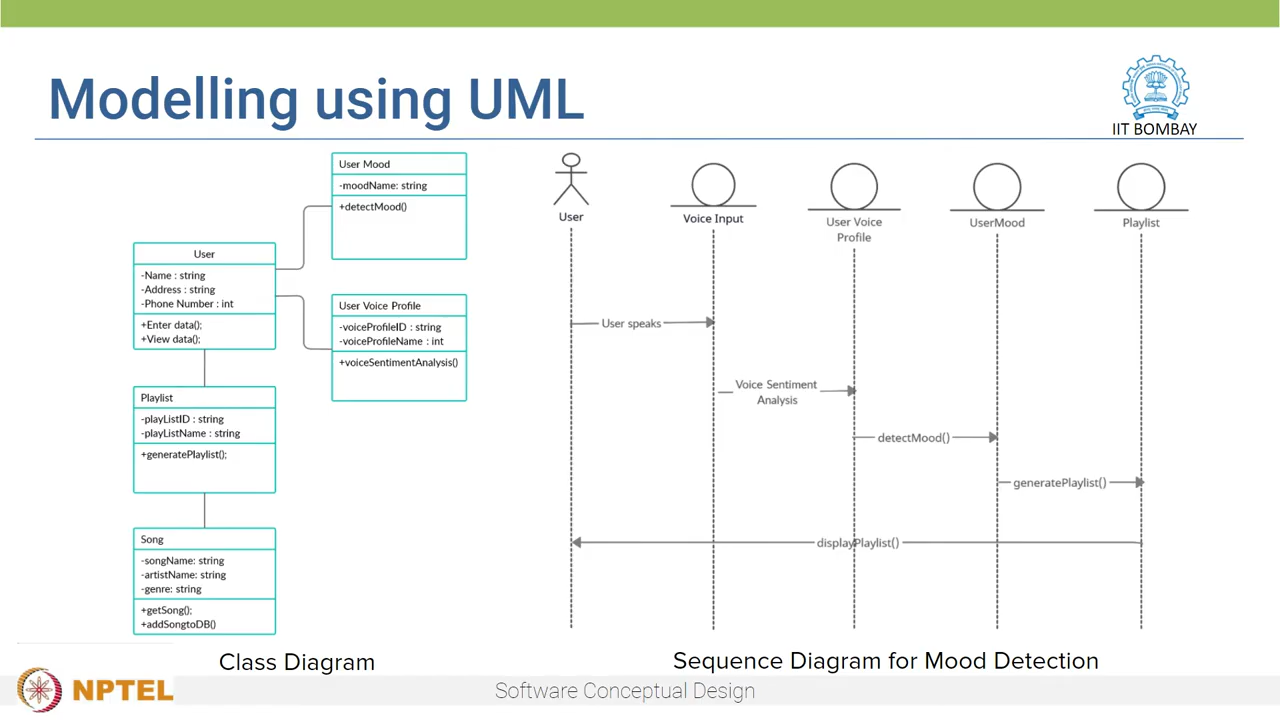 Modelling using UML
IIT BOMBAY
User Mood
-moodName: string
+detectMood()
User
-Name : string
-Address : string
-Phone Number : int
+Enter data();
+View data();
User Voice Profile
-voiceProfileID : string
-voiceProfileName : int
+voiceSentimentAnalysis()
Playlist
-playListID : string
-playListName : string
+generatePlaylist();
Song
-songName: string
-artistName: string
-genre: string
+getSong();
+addSongtoDB()
Class Diagram
User
Voice Input
User Voice
Profile
UserMood
Playlist
User speaks
Voice Sentiment
Analysis
detectMood()
generatePlaylist()
displayPlaylist()
Sequence Diagram for Mood Detection
NPTEL
Software Conceptual Design